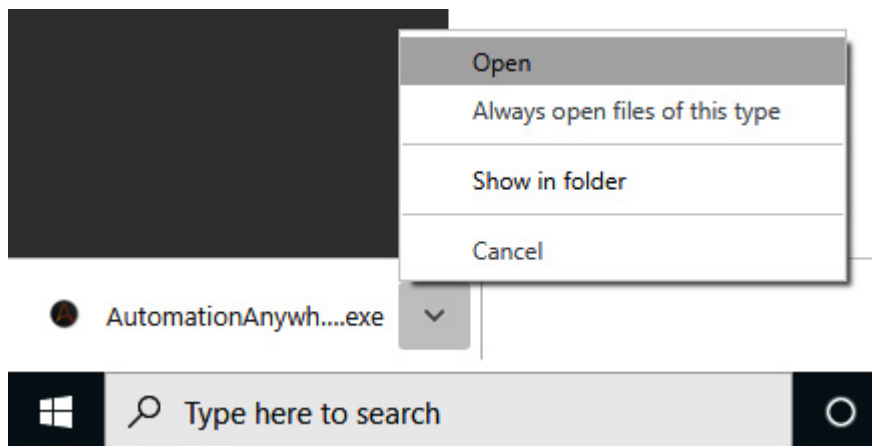 Open
Always open files of this type
Show in folder
Cancel
AutomationAnywh....exe
Type here to search